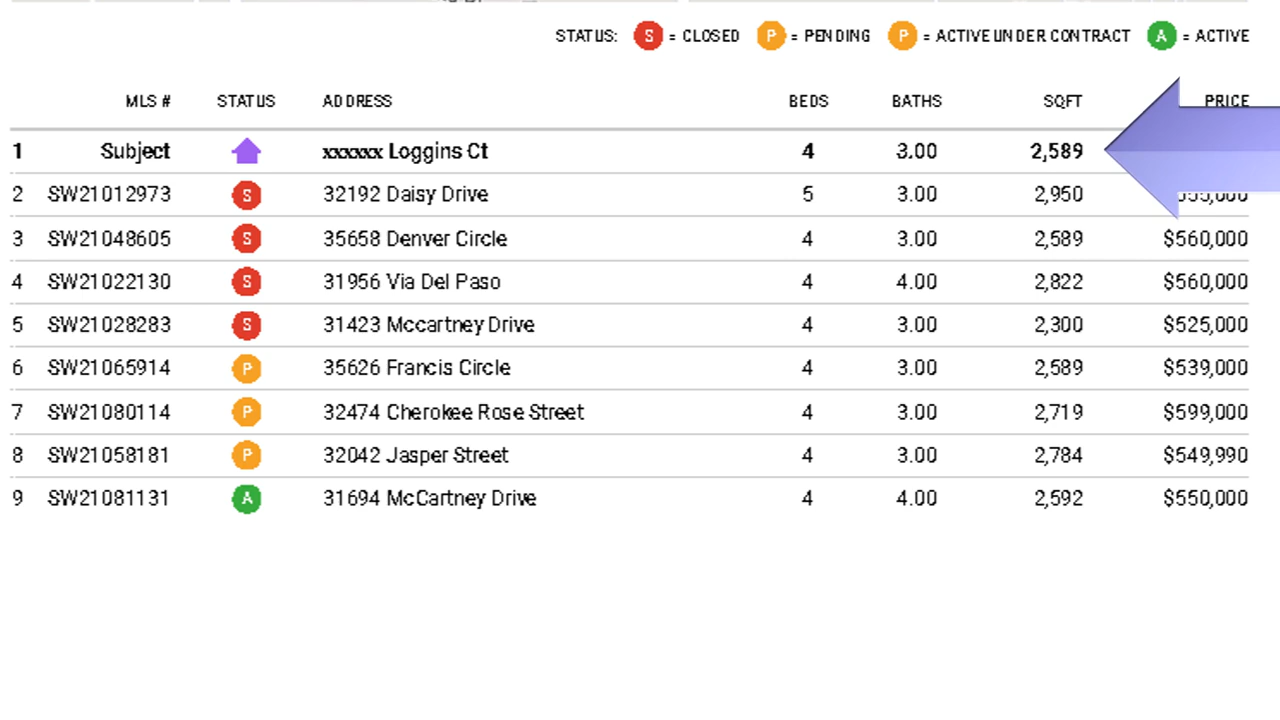 STATUS: S = CLOSED P = PENDING P = ACTIVE UNDER CONTRACT A = ACTIVE
MLS # STATUS ADDRESS BEDS BATHS SQFT PRICE
1 Subject xxxxxx Loggins Ct 4 3.00 2,589
2 SW21012973 S 32192 Daisy Drive 5 3.00 2,950
3 SW21048605 S 35658 Denver Circle 4 3.00 2,589 $560,000
4 SW21022130 S 31956 Via Del Paso 4 4.00 2,822 $560,000
5 SW21028283 S 31423 Mccartney Drive 4 3.00 2,300 $525,000
6 SW21065914 P 35626 Francis Circle 4 3.00 2,589 $539,000
7 SW21080114 P 32474 Cherokee Rose Street 4 3.00 2,719 $599,000
8 SW21058181 P 32042 Jasper Street 4 3.00 2,784 $549,990
9 SW21081131 A 31694 McCartney Drive 4 4.00 2,592 $550,000